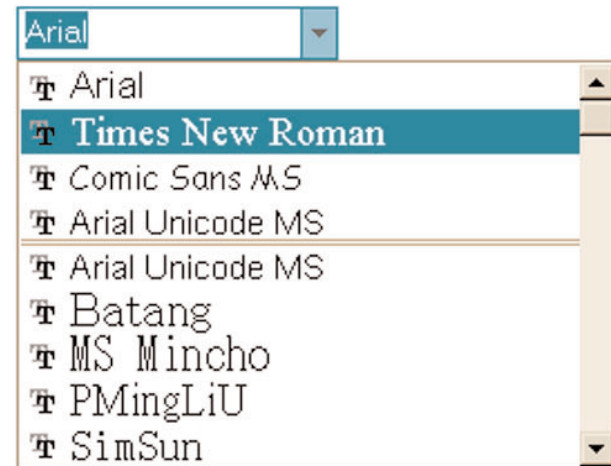 Arial
Arial
Times New Roman
Comic Sans MS
Arial Unicode MS
Arial Unicode MS
Batang
MS Mincho
PMingLiU
SimSun